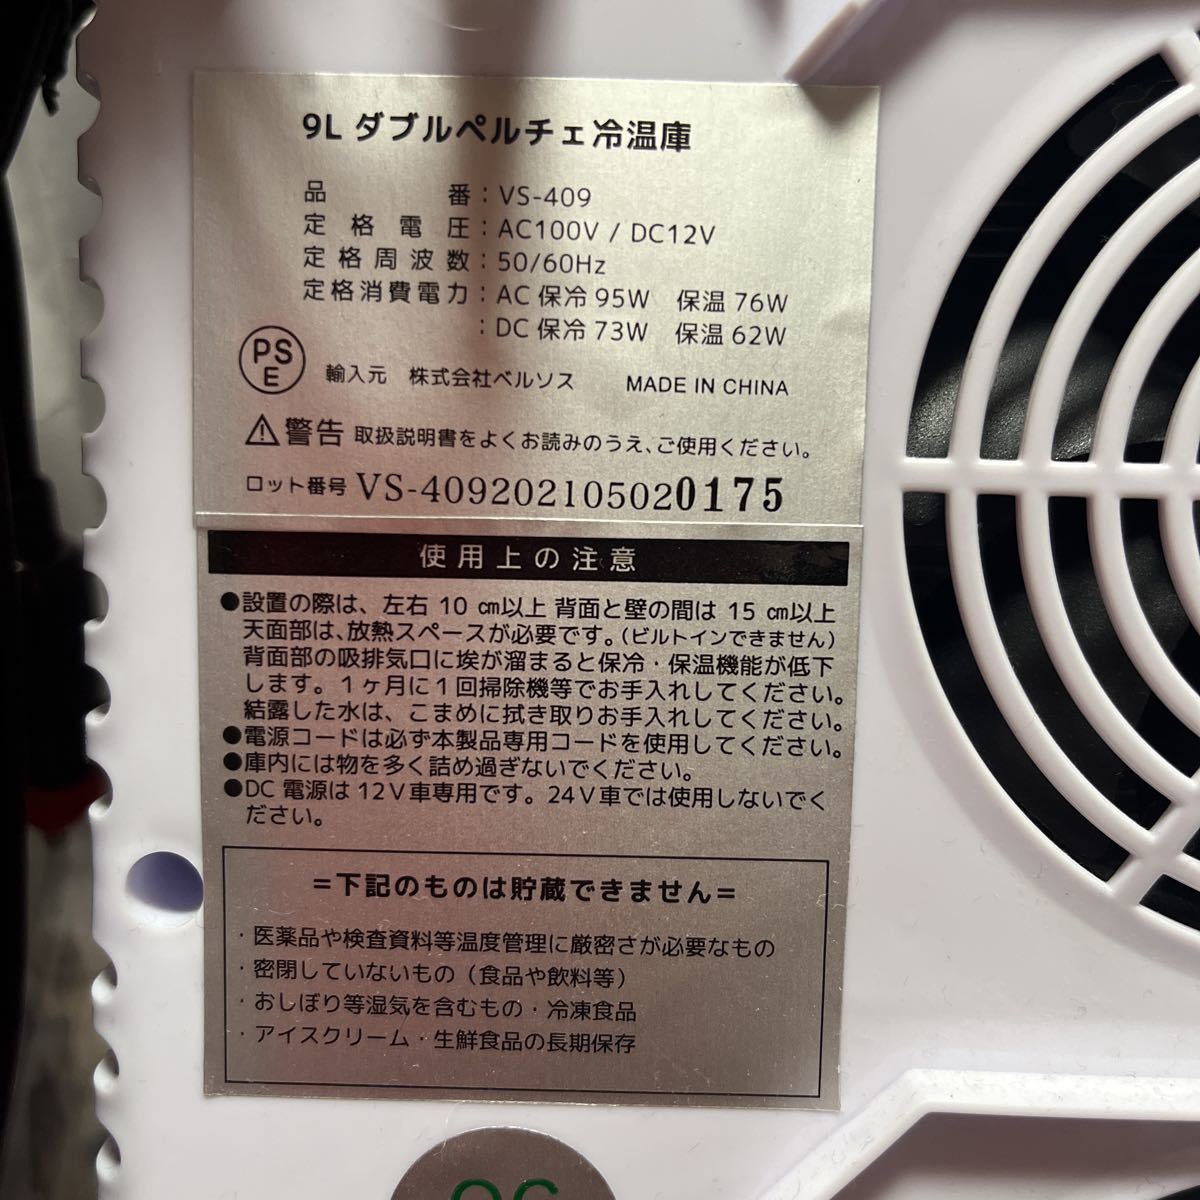 9L ダブルペルチェ冷温庫
品番：VS-409
定格電圧：AC100V / DC12V
定格周波数：50/60Hz
定格消費電力：AC 保冷 95W 保温 76W
：DC 保冷 73W 保温 62W
PSE
輸入元 株式会社ベルソス MADE IN CHINA
⚠警告 取扱説明書をよくお読みのうえ、ご使用ください。
ロット番号 VS-409202105020175
使用上の注意
●設置の際は、左右 10 ㎝以上 背面と壁の間は 15 ㎝以上
天面部は、放熱スペースが必要です。（ビルトインできません）
背面部の吸排気口に埃が溜まると保冷・保温機能が低下
します。１ヶ月に１回掃除機等でお手入れしてください。
結露した水は、こまめに拭き取りお手入れしてください。
●電源コードは必ず本製品専用コードを使用してください。
●庫内には物を多く詰め過ぎないでください。
●DC 電源は 12Ｖ車専用です。24Ｖ車では使用しないでく
ださい。
=下記のものは貯蔵できません=
・医薬品や検査資料等温度管理に厳密さが必要なもの
・密閉していないもの（食品や飲料等）
・おしぼり等湿気を含むもの・冷凍食品
・アイスクリーム・生鮮食品の長期保存